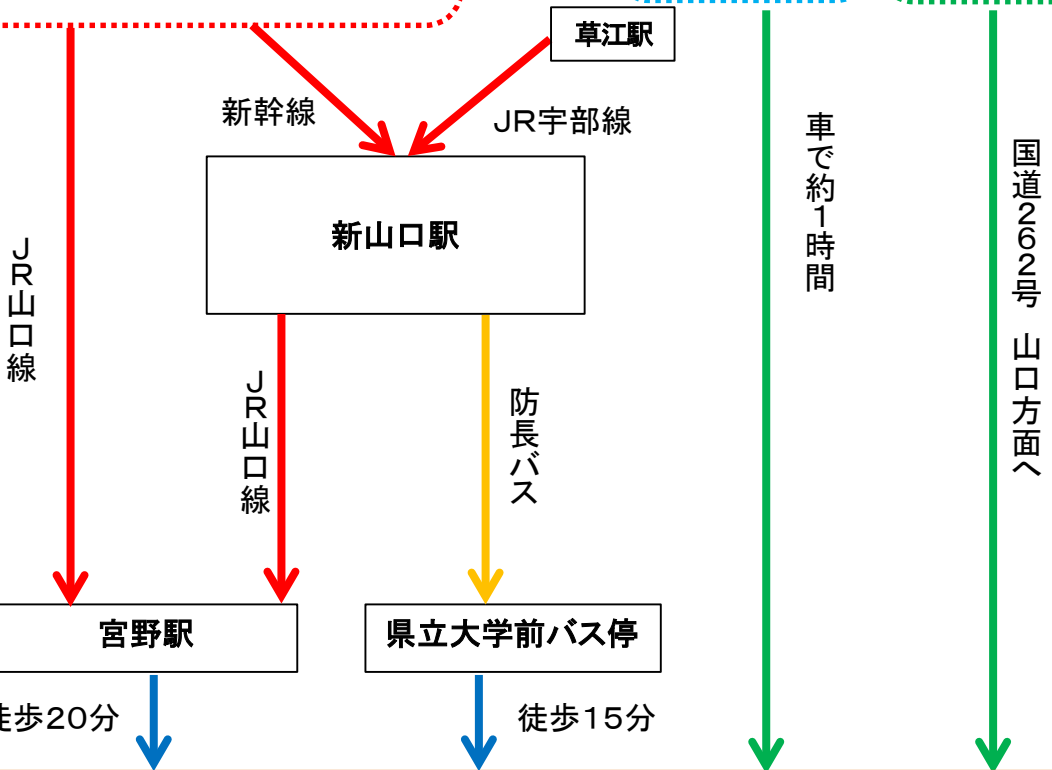 草江駅
新幹線
JR宇部線
新山口駅
JR山口線
JR山口線
防長バス
車で約1時間
国道262号 山口方面へ
宮野駅
県立大学前バス停
徒歩20分
徒歩15分